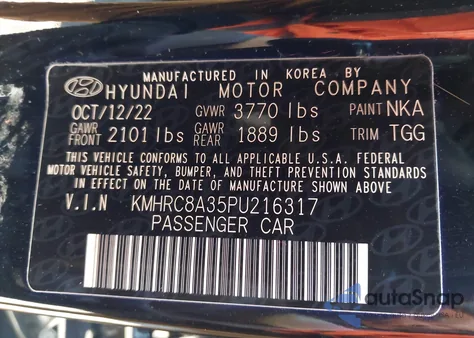 MANUFACTURED IN KOREA BY
HYUNDAI MOTOR COMPANY
OCT/12/22 GVWR 3770 lbs PAINT NKA
GAWR FRONT 2101 lbs GAWR REAR 1889 lbs TRIM TGG
THIS VEHICLE CONFORMS TO ALL APPLICABLE U.S.A. FEDERAL
MOTOR VEHICLE SAFETY, BUMPER, AND THEFT PREVENTION STANDARDS
IN EFFECT ON THE DATE OF MANUFACTURE SHOWN ABOVE.
V.I.N KMHRC8A35PU216317
PASSENGER CAR
autoSnap